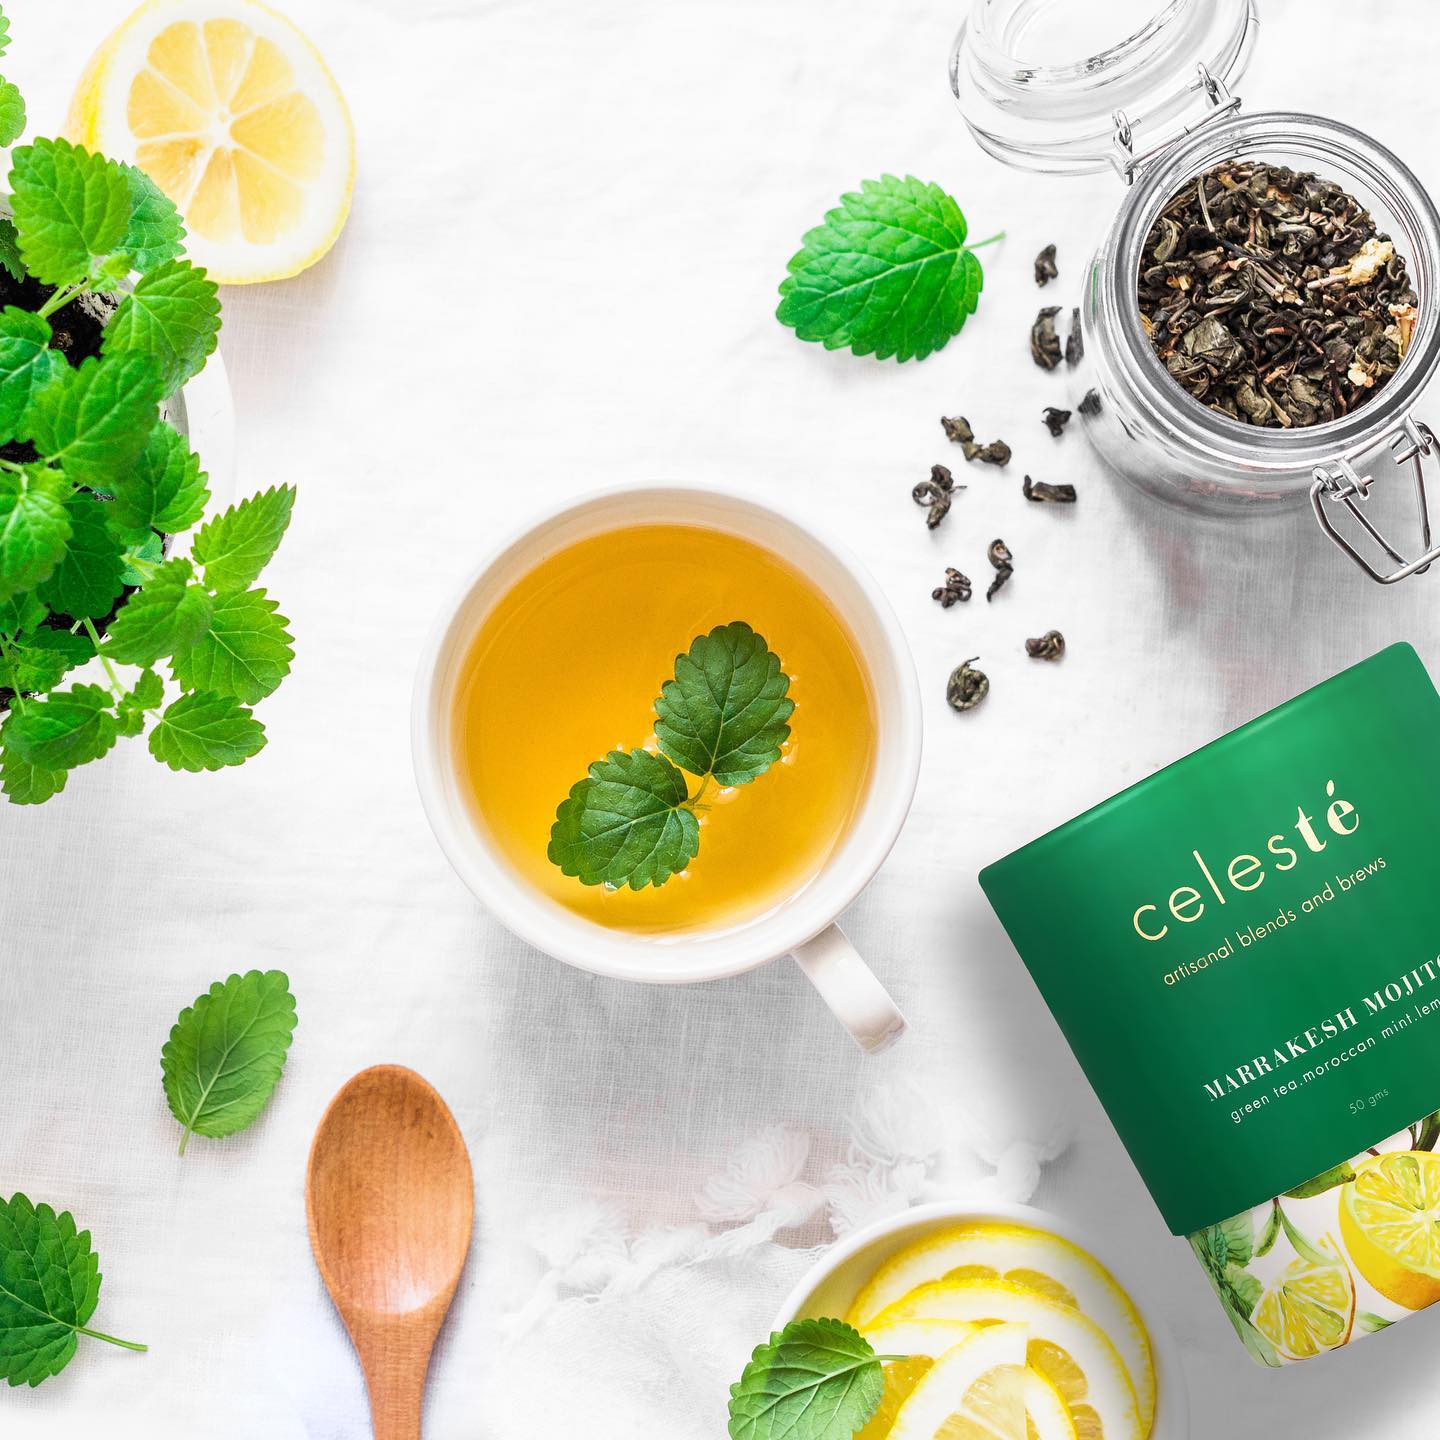 celesté
artisanal blends and brews
MARRAKESH MOJITO
green tea.moroccan mint.lem
50 gms